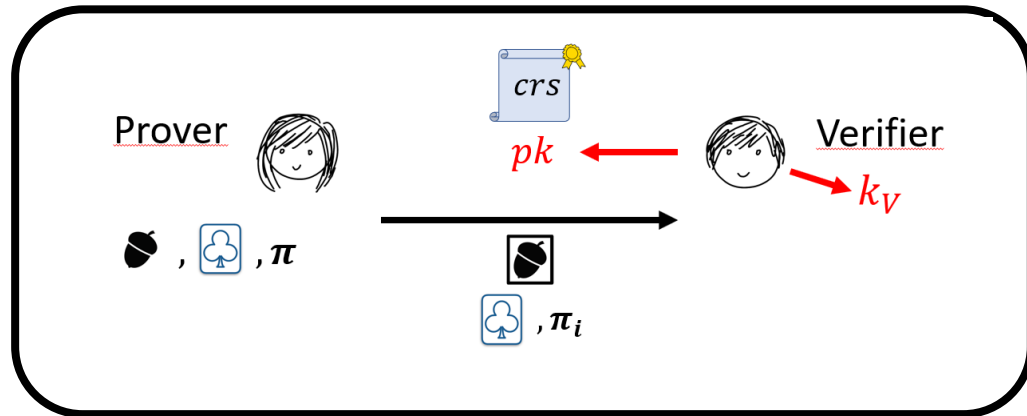 crs
Prover
pk
Verifier
k_V
, , π
, π_i